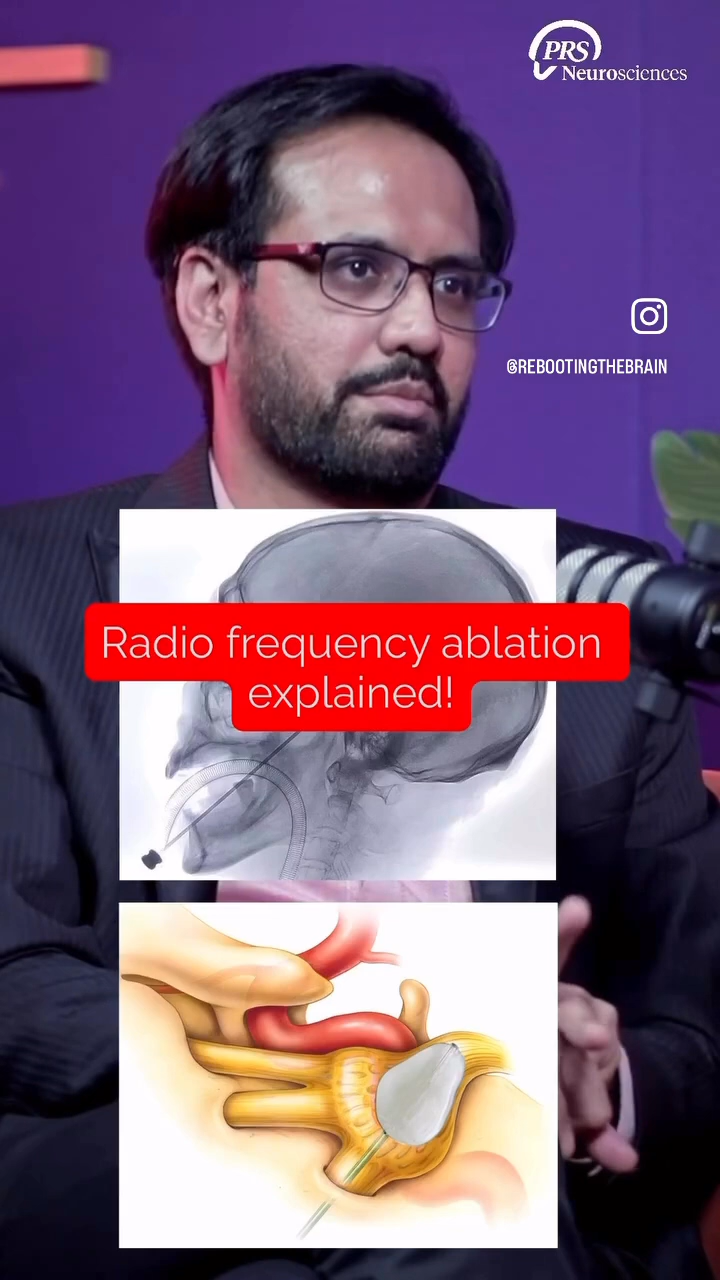 PRS
Neurosciences
@REBOOTINGTHEBRAIN
Radio frequency ablation
explained!